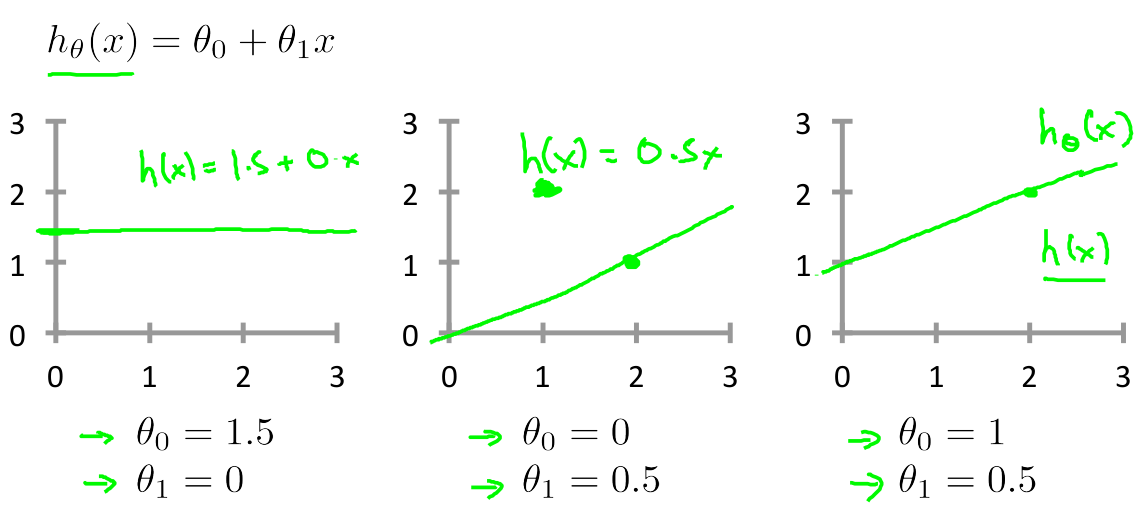 h_θ(x) = θ₀ + θ₁x
3
2
1
0
0 1 2 3
h(x) = 1.5 + 0·x
θ₀ = 1.5
θ₁ = 0
3
2
1
0
0 1 2 3
h(x) = 0.5x
θ₀ = 0
θ₁ = 0.5
3
2
1
0
0 1 2 3
h_θ(x)
h(x)
θ₀ = 1
θ₁ = 0.5